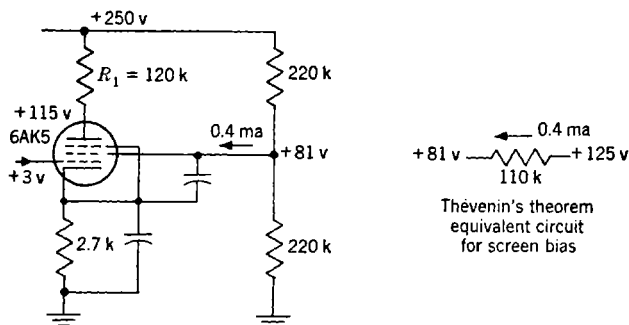 +250 v
R1 = 120 k
220 k
+115 v
6AK5
0.4 ma
+81 v
+3 v
2.7 k
220 k
0.4 ma
+81 v
+125 v
110 k
Thévenin's theorem
equivalent circuit
for screen bias